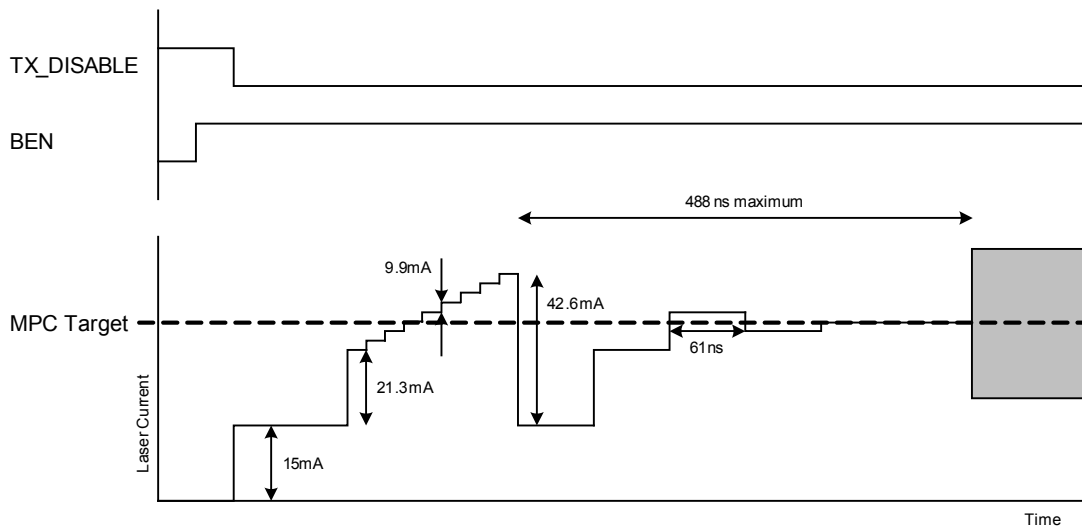 TX_DISABLE
BEN
488 ns maximum
9.9mA
42.6mA
MPC Target
61ns
21.3mA
Laser Current
15mA
Time